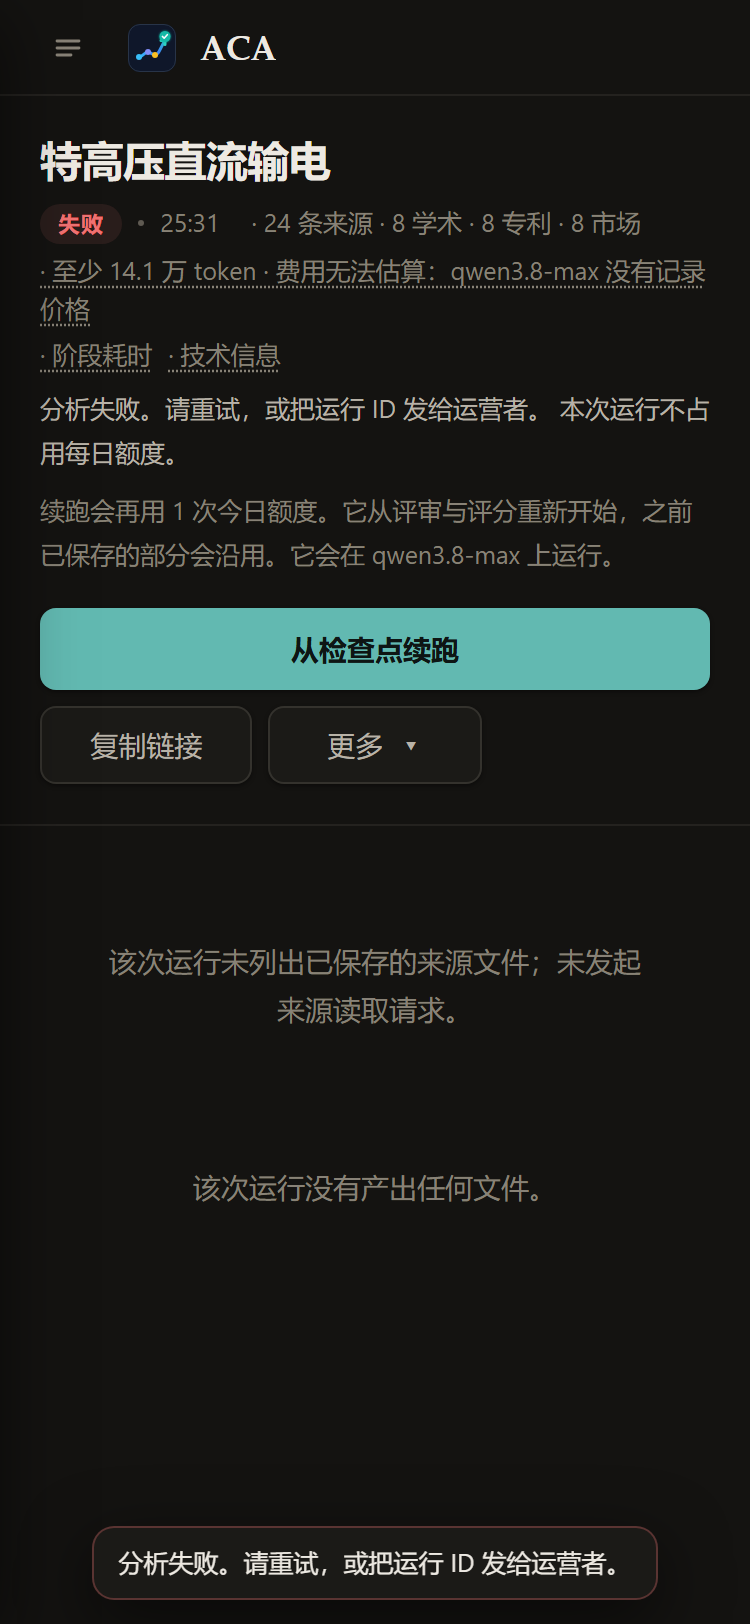 ACA
特高压直流输电
失败 • 25:31 · 24 条来源 · 8 学术 · 8 专利 · 8 市场
· 至少 14.1 万 token · 费用无法估算：qwen3.8-max 没有记录
价格
· 阶段耗时 · 技术信息
分析失败。请重试，或把运行 ID 发给运营者。 本次运行不占
用每日额度。
续跑会再用 1 次今日额度。它从评审与评分重新开始，之前
已保存的部分会沿用。它会在 qwen3.8-max 上运行。
从检查点续跑
复制链接 更多 ▾
该次运行未列出已保存的来源文件；未发起
来源读取请求。
该次运行没有产出任何文件。
分析失败。请重试，或把运行 ID 发给运营者。